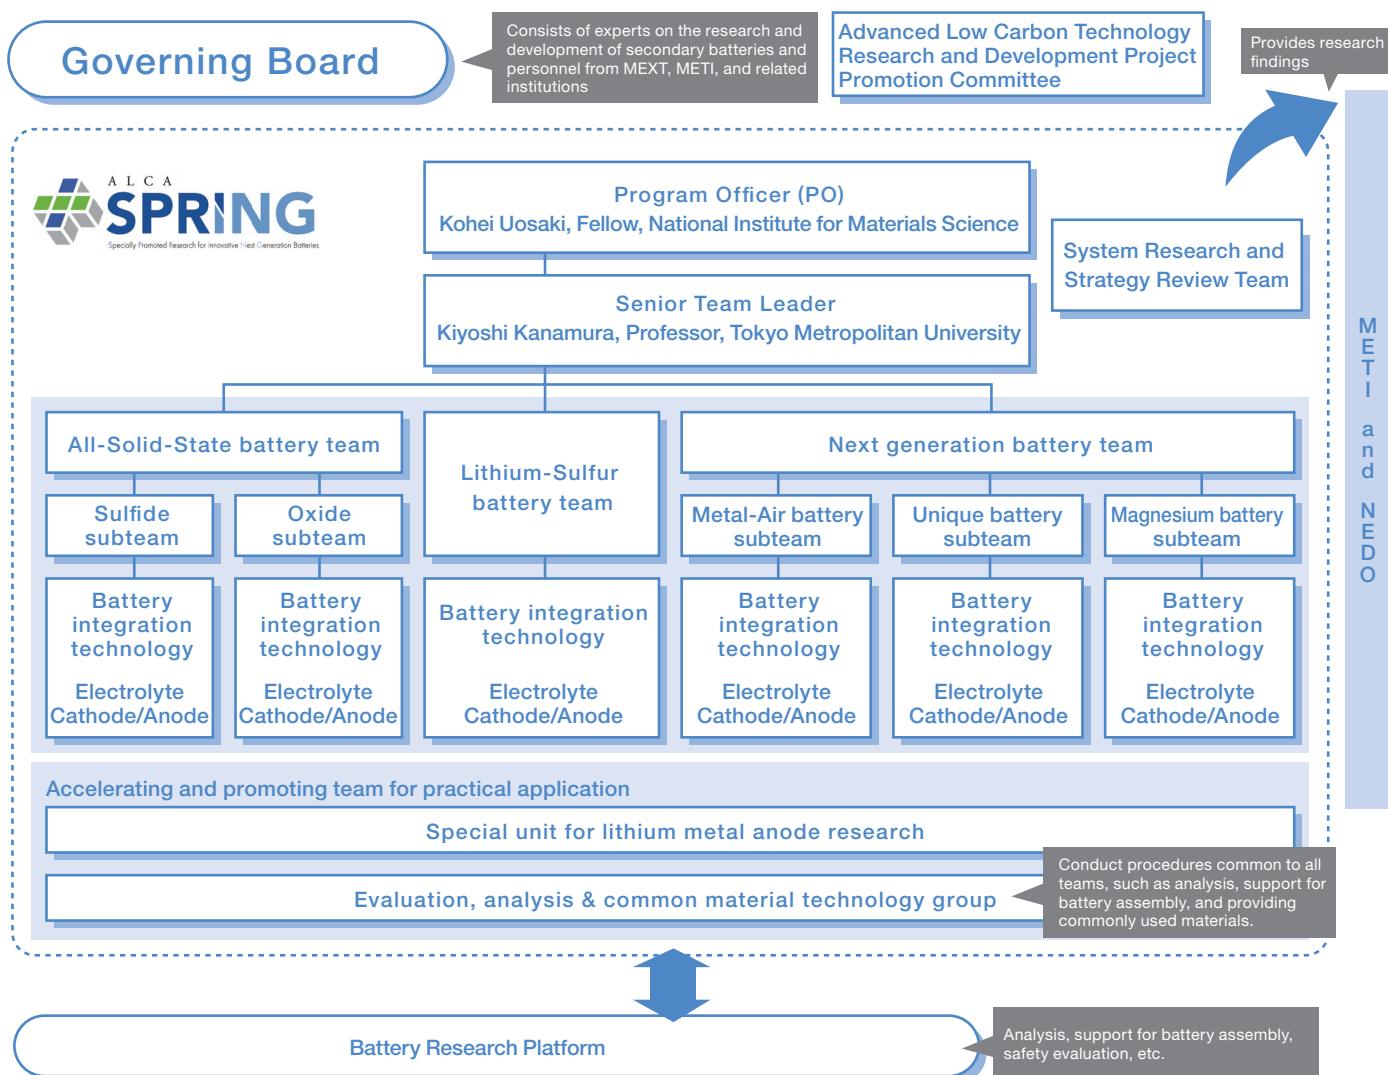 Governing Board
Consists of experts on the research and
development of secondary batteries and
personnel from MEXT, METI, and related
institutions
Advanced Low Carbon Technology
Research and Development Project
Promotion Committee
Provides research
findings
ALCA
SPRING
Specially Promoted Research for Innovative Next Generation Batteries
Program Officer (PO)
Kohei Uosaki, Fellow, National Institute for Materials Science
System Research and
Strategy Review Team
Senior Team Leader
Kiyoshi Kanamura, Professor, Tokyo Metropolitan University
METI and NEDO
All-Solid-State battery team
Lithium-Sulfur
battery team
Next generation battery team
Sulfide
subteam
Oxide
subteam
Metal-Air battery
subteam
Unique battery
subteam
Magnesium battery
subteam
Battery
integration
technology
Electrolyte
Cathode/Anode
Battery
integration
technology
Electrolyte
Cathode/Anode
Battery integration
technology
Electrolyte
Cathode/Anode
Battery
integration
technology
Electrolyte
Cathode/Anode
Battery
integration
technology
Electrolyte
Cathode/Anode
Battery
integration
technology
Electrolyte
Cathode/Anode
Accelerating and promoting team for practical application
Special unit for lithium metal anode research
Evaluation, analysis & common material technology group
Conduct procedures common to all
teams, such as analysis, support for
battery assembly, and providing
commonly used materials.
Battery Research Platform
Analysis, support for battery assembly,
safety evaluation, etc.